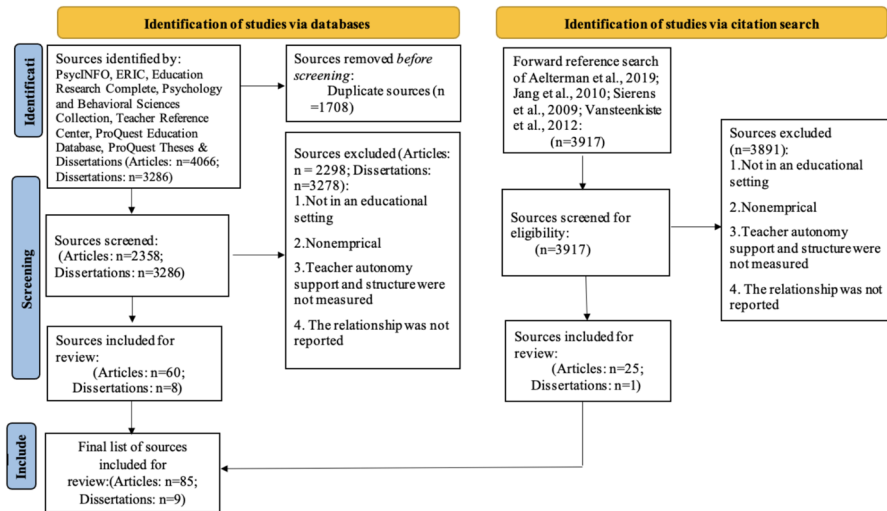 Identification of studies via databases
Identification of studies via citation search
Identificati
Sources identified by:
PsycINFO, ERIC, Education
Research Complete, Psychology
and Behavioral Sciences
Collection, Teacher Reference
Center, ProQuest Education
Database, ProQuest Theses &
Dissertations (Articles: n=4066;
Dissertations: n=3286)
Sources removed before
screening:
Duplicate sources (n
=1708)
Forward reference search
of Aelterman et al., 2019;
Jang et al., 2010; Sierens
et al., 2009; Vansteenkiste
et al., 2012:
(n=3917)
Screening
Sources screened:
(Articles: n=2358;
Dissertations: n=3286)
Sources excluded (Articles:
n = 2298; Dissertations:
n=3278):
1.Not in an educational
setting
2.Nonemprical
3.Teacher autonomy
support and structure were
not measured
4. The relationship was not
reported
Sources screened for
eligibility:
(n=3917)
Sources excluded
(n=3891):
1.Not in an educational
setting
2.Nonemprical
3.Teacher autonomy
support and structure were
not measured
4. The relationship was not
reported
Sources included for
review:
(Articles: n=60;
Dissertations: n=8)
Sources included for
review:
(Articles: n=25;
Dissertations: n=1)
Include
Final list of sources
included for
review:(Articles: n=85;
Dissertations: n=9)